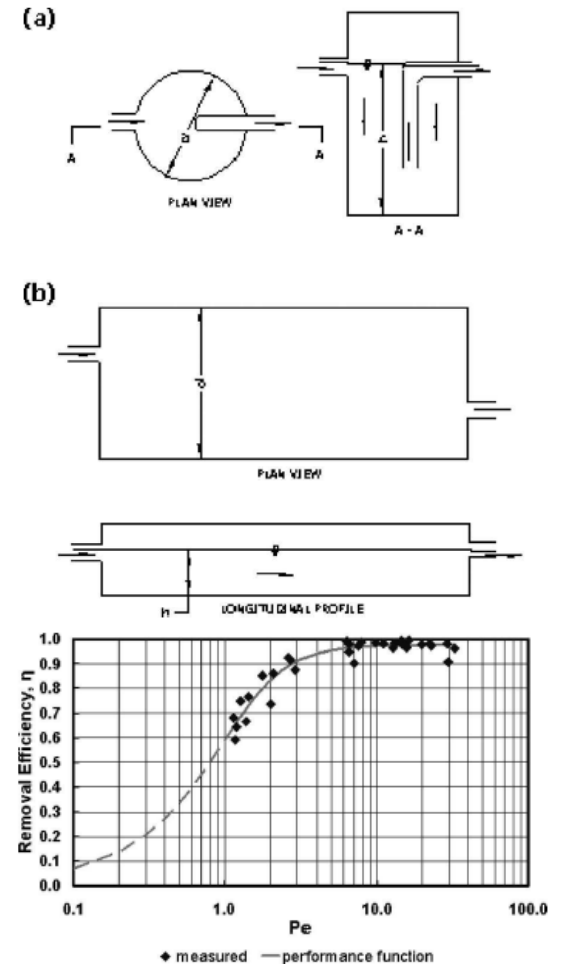 (a)
A
A
PLAN VIEW
A - A
(b)
d
PLAN VIEW
h
LONGITUDINAL PROFILE
1.0
0.9
0.8
0.7
0.6
0.5
0.4
0.3
0.2
0.1
0.0
Removal Efficiency, η
0.1
1.0
10.0
100.0
Pe
measured
performance function